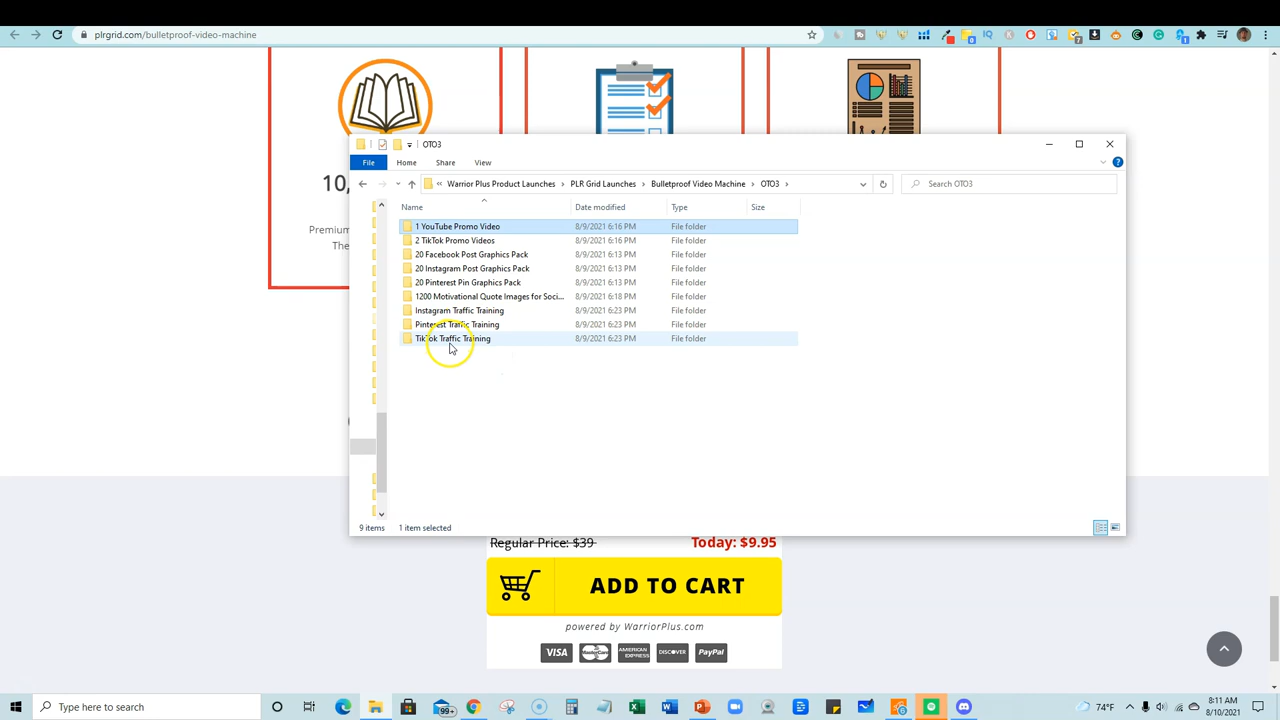 plrgrid.com/bulletproof-video-machine
OTO3
File Home Share View
« Warrior Plus Product Launches › PLR Grid Launches › Bulletproof Video Machine › OTO3 ›
Search OTO3
Name Date modified Type Size
1 YouTube Promo Video 8/9/2021 6:16 PM File folder
2 TikTok Promo Videos 8/9/2021 6:16 PM File folder
20 Facebook Post Graphics Pack 8/9/2021 6:13 PM File folder
20 Instagram Post Graphics Pack 8/9/2021 6:13 PM File folder
20 Pinterest Pin Graphics Pack 8/9/2021 6:13 PM File folder
1200 Motivational Quote Images for Soci... 8/9/2021 6:18 PM File folder
Instagram Traffic Training 8/9/2021 6:23 PM File folder
Pinterest Traffic Training 8/9/2021 6:23 PM File folder
TikTok Traffic Training 8/9/2021 6:23 PM File folder
10,
Premium
The
9 items 1 item selected
Regular Price: $39 Today: $9.95
ADD TO CART
powered by WarriorPlus.com
VISA MasterCard AMERICAN EXPRESS DISCOVER PayPal
Type here to search
99+
74°F
8:11 AM
8/10/2021